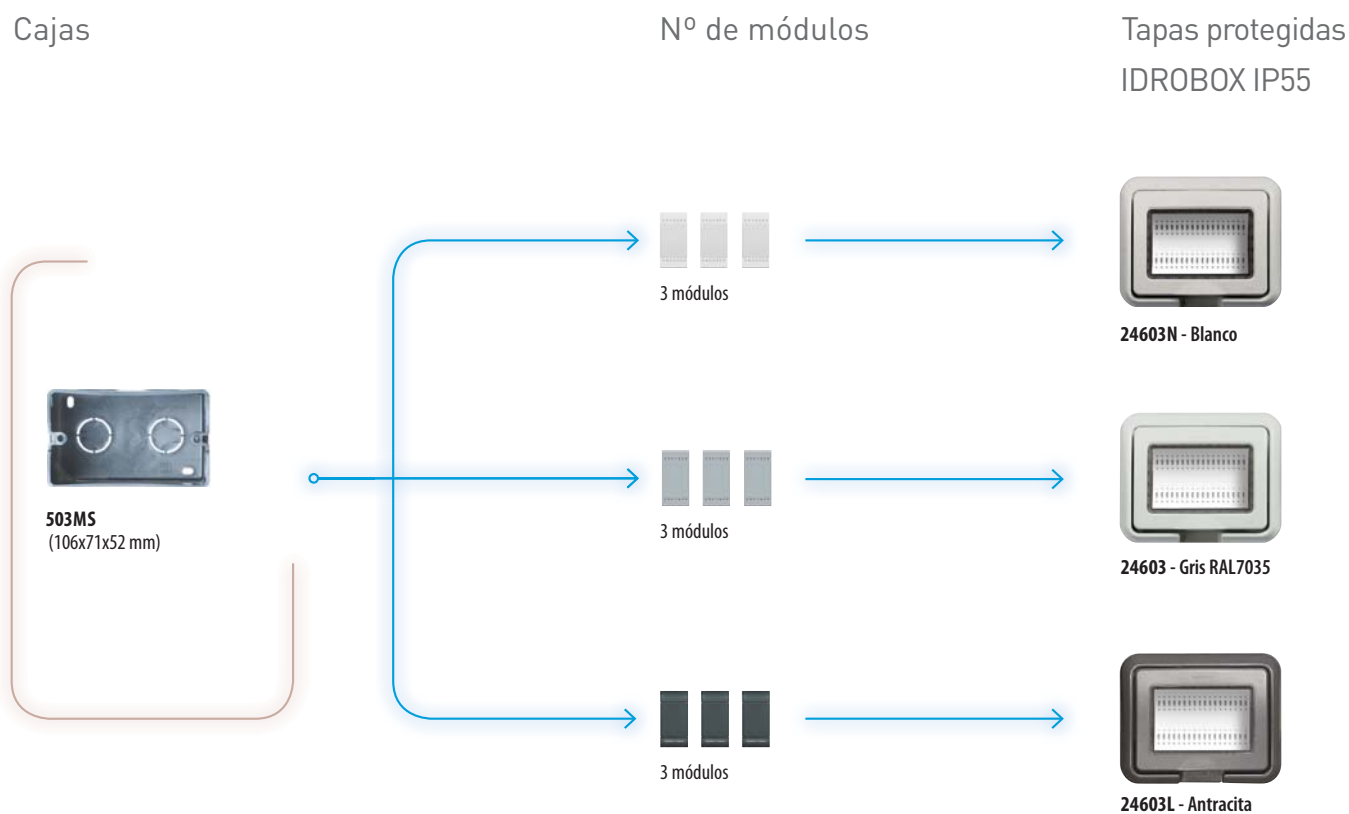 Cajas
Nº de módulos
Tapas protegidas
IDROBOX IP55
3 módulos
24603N - Blanco
503MS
(106x71x52 mm)
3 módulos
24603 - Gris RAL7035
3 módulos
24603L - Antracita